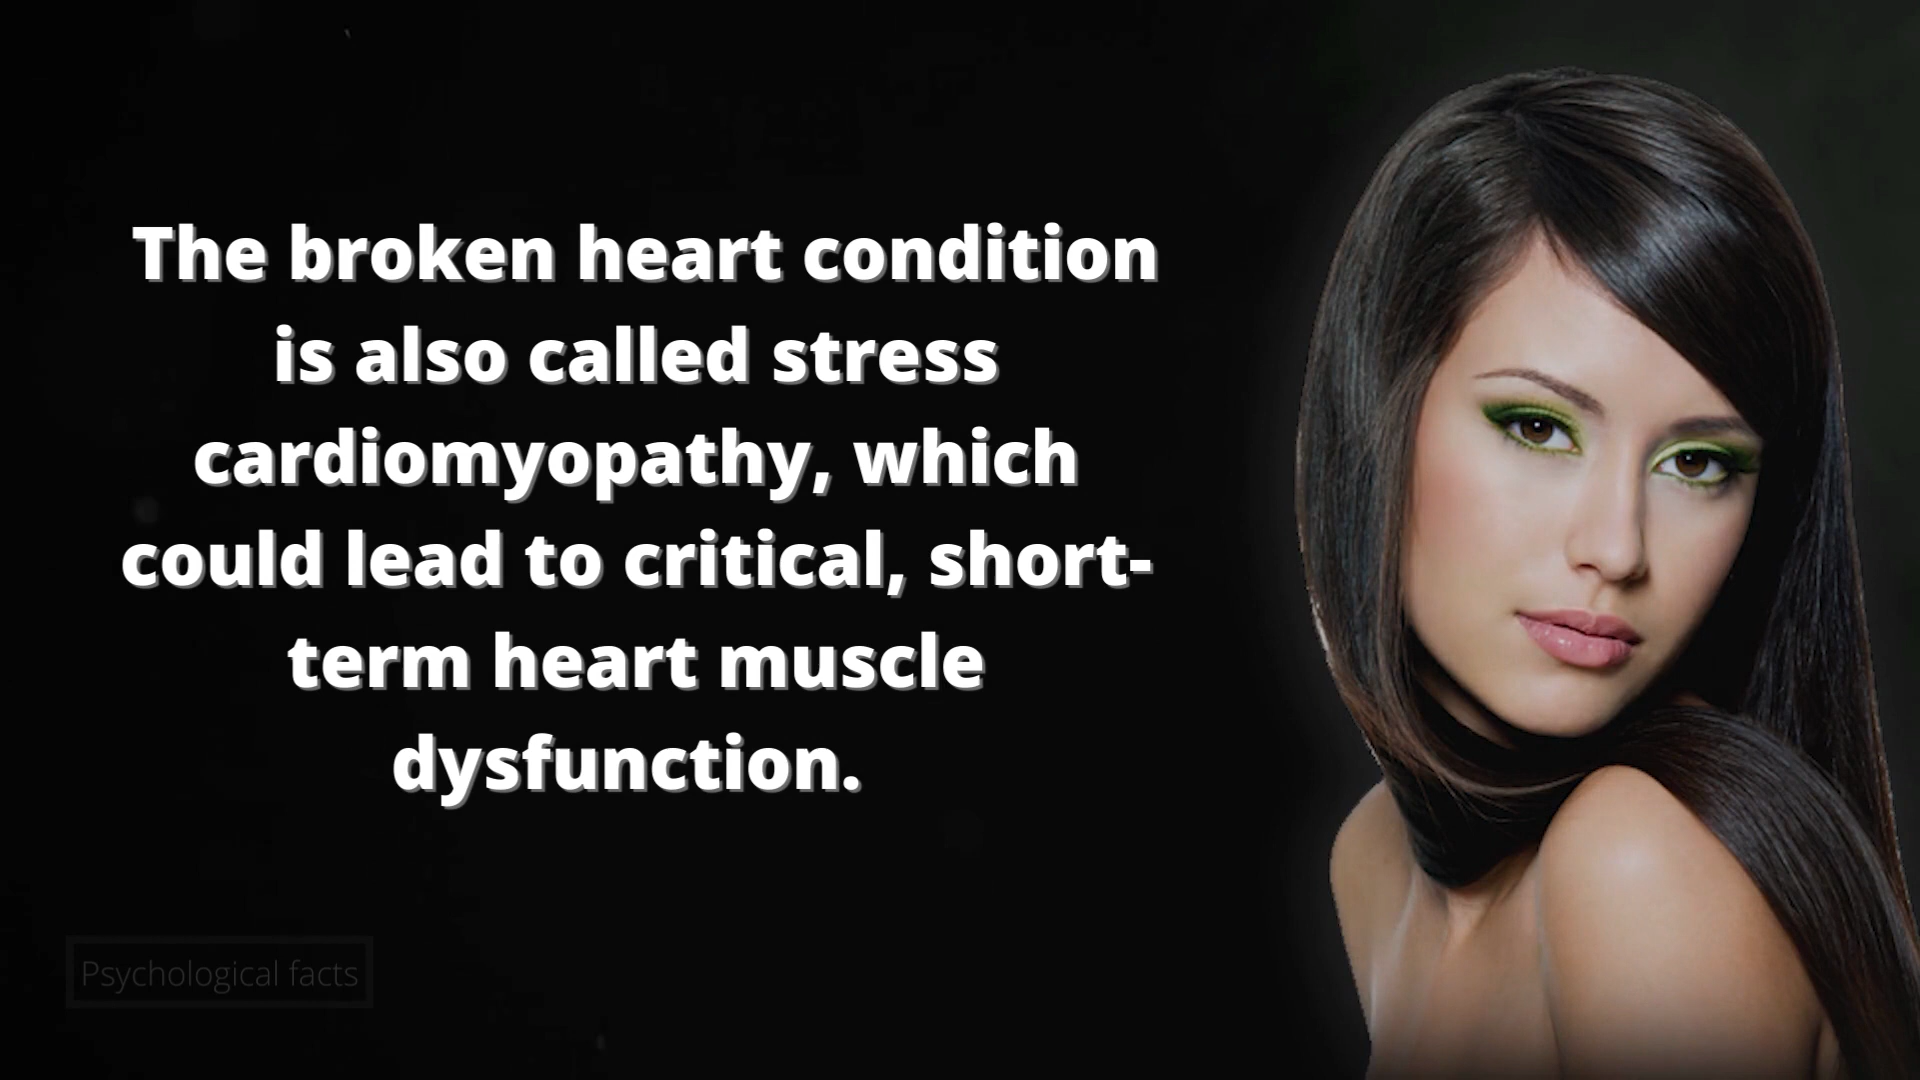 The broken heart condition
is also called stress
cardiomyopathy, which
could lead to critical, short-
term heart muscle
dysfunction.
Psychological facts